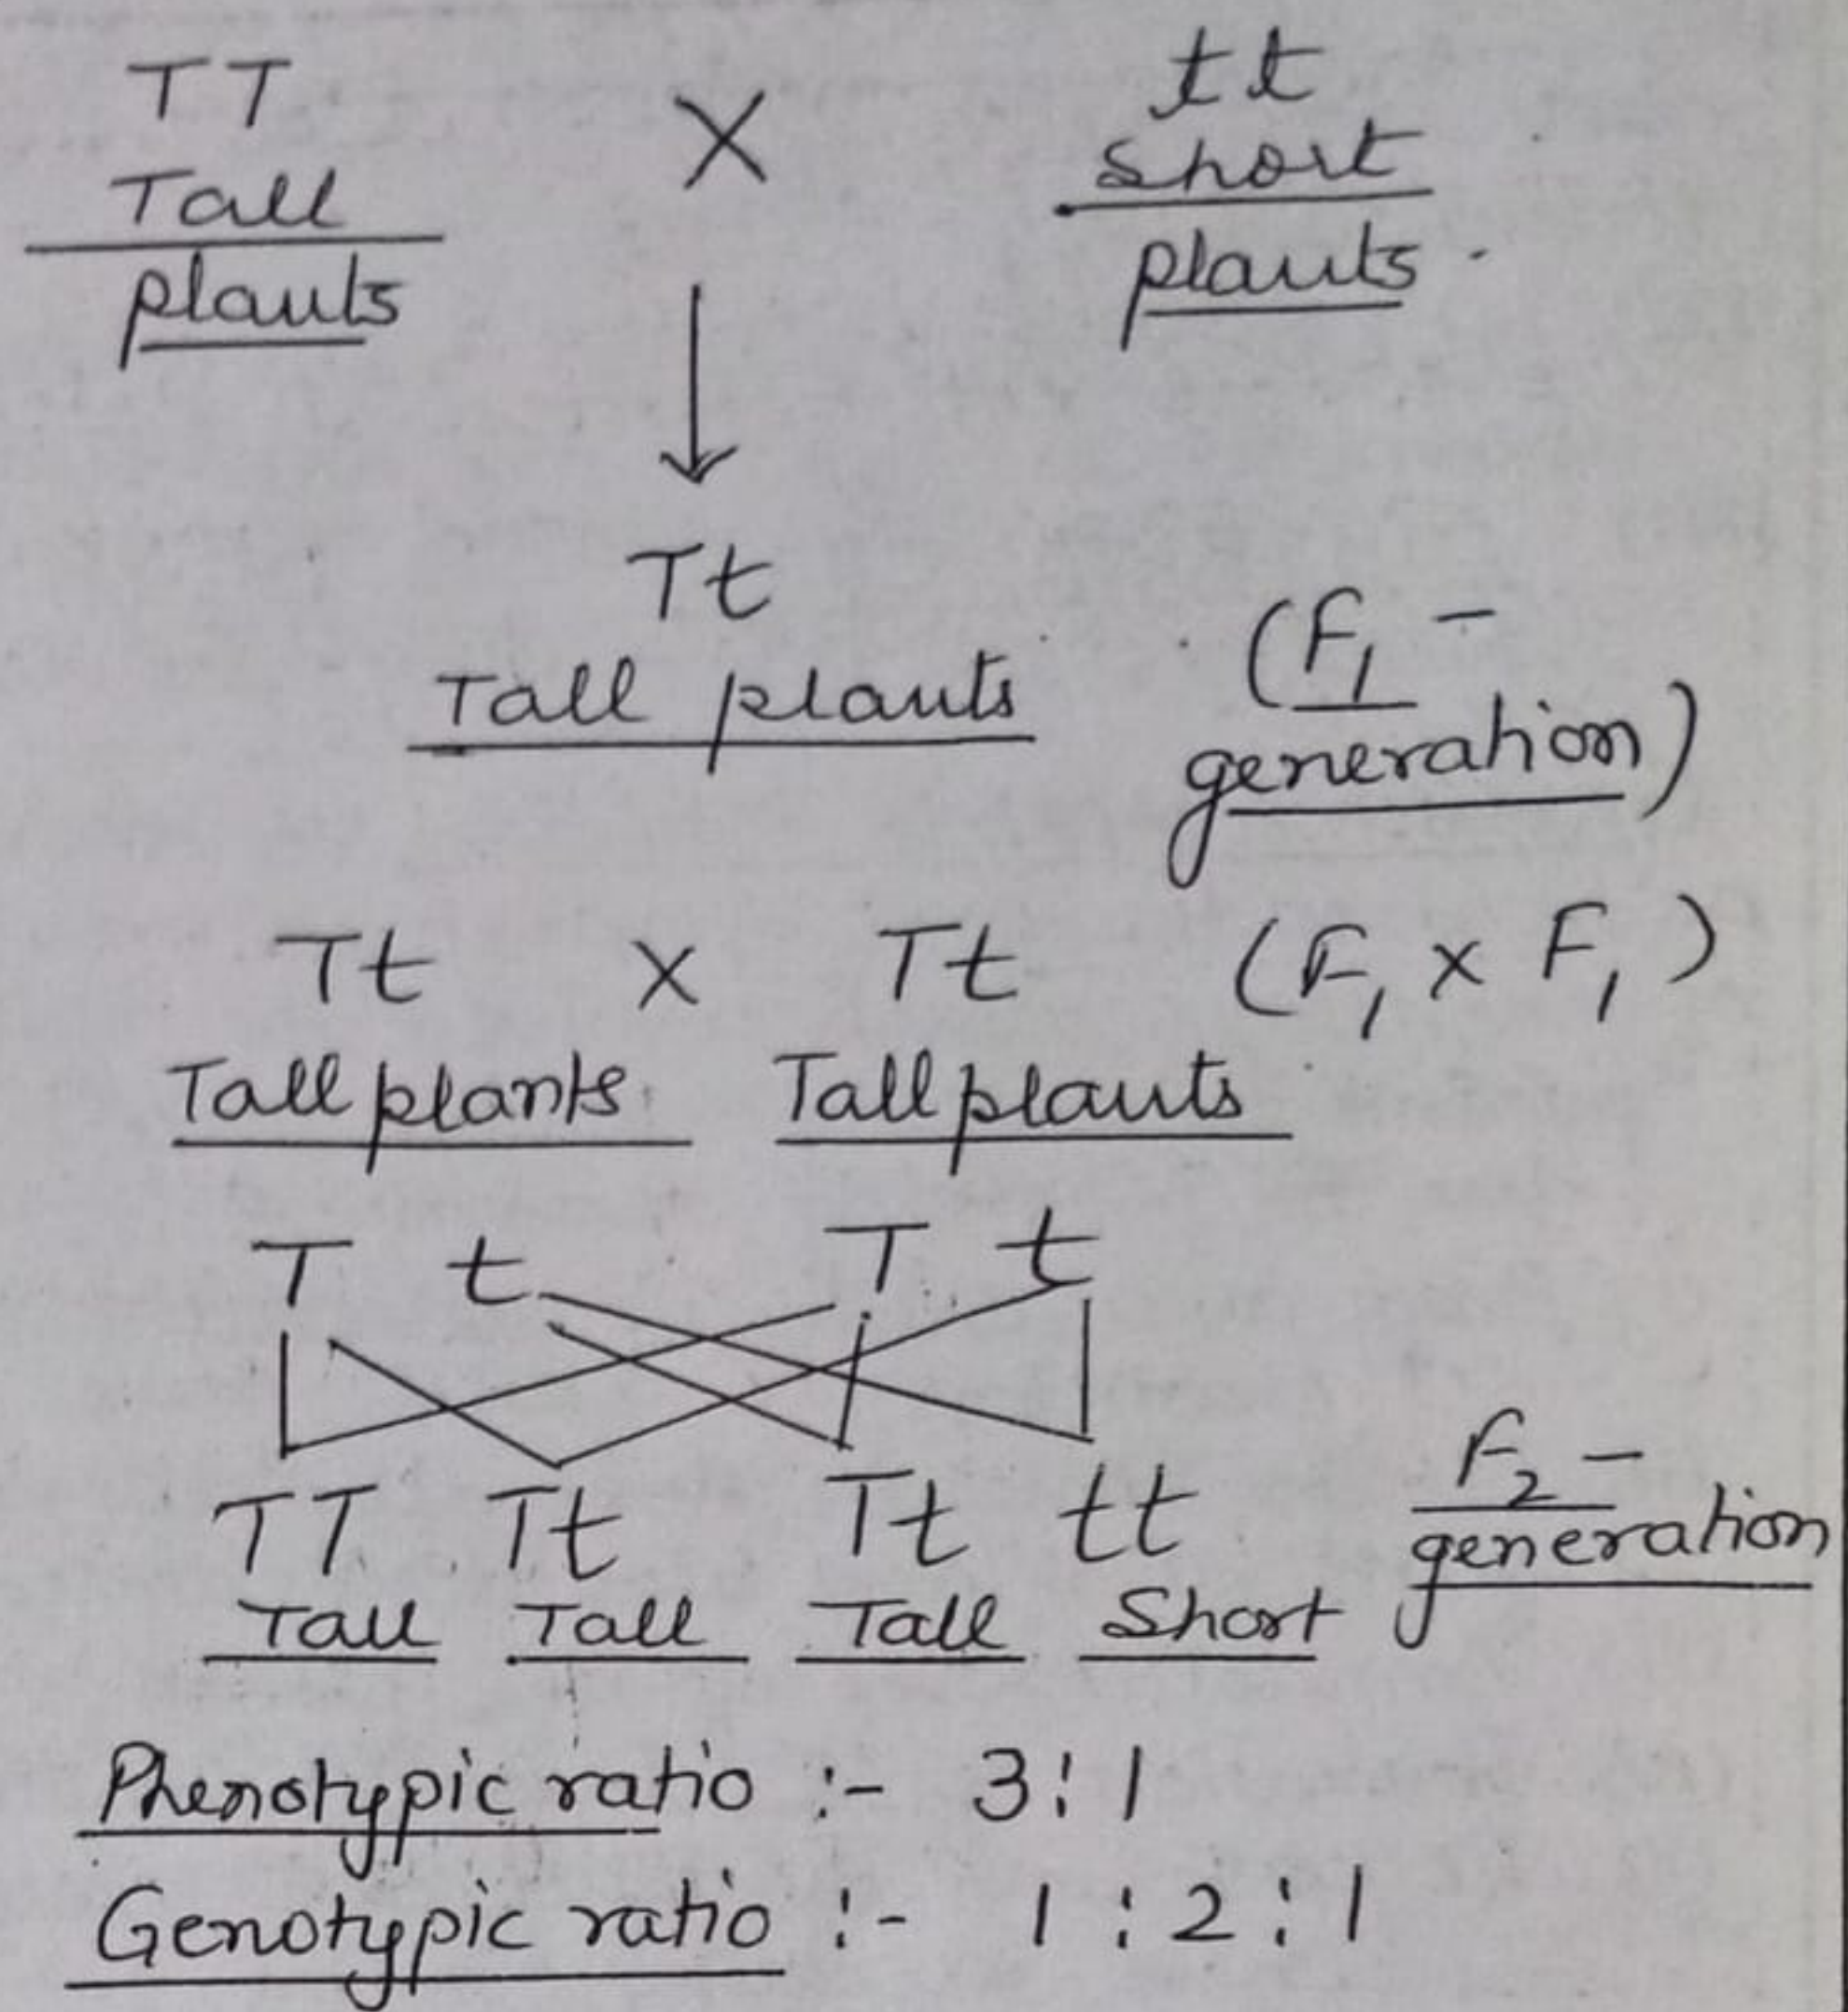 TT X tt
Tall short
plants plants
Tt
Tall plants (F₁ -
generation)
Tt x Tt (F₁ x F₁)
Tall plants Tall plants
T t T t
TT Tt Tt tt F₂ -
generation
Tall Tall Tall Short
Phenotypic ratio :- 3:1
Genotypic ratio :- 1:2:1